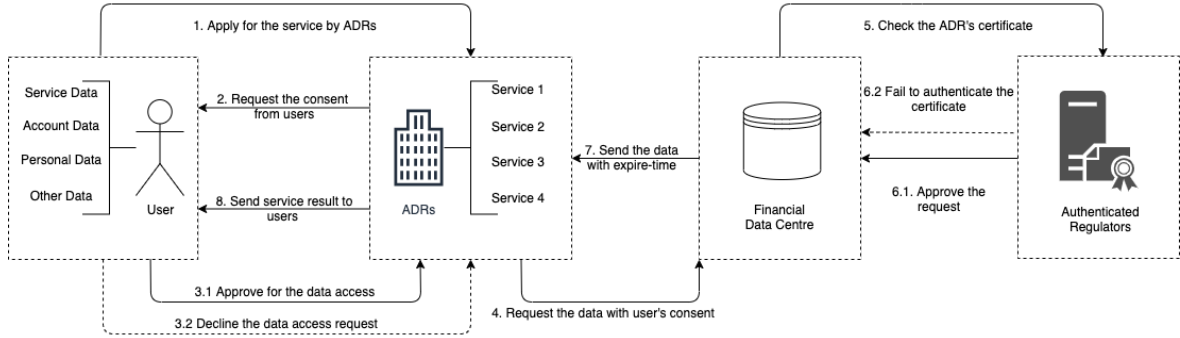 1. Apply for the service by ADRs
5. Check the ADR's certificate
Service Data
Account Data
Personal Data
Other Data
User
2. Request the consent
from users
8. Send service result to
users
ADRs
Service 1
Service 2
Service 3
Service 4
7. Send the data
with expire-time
Financial
Data Centre
6.2 Fail to authenticate the
certificate
6.1. Approve the
request
Authenticated
Regulators
3.1 Approve for the data access
3.2 Decline the data access request
4. Request the data with user's consent